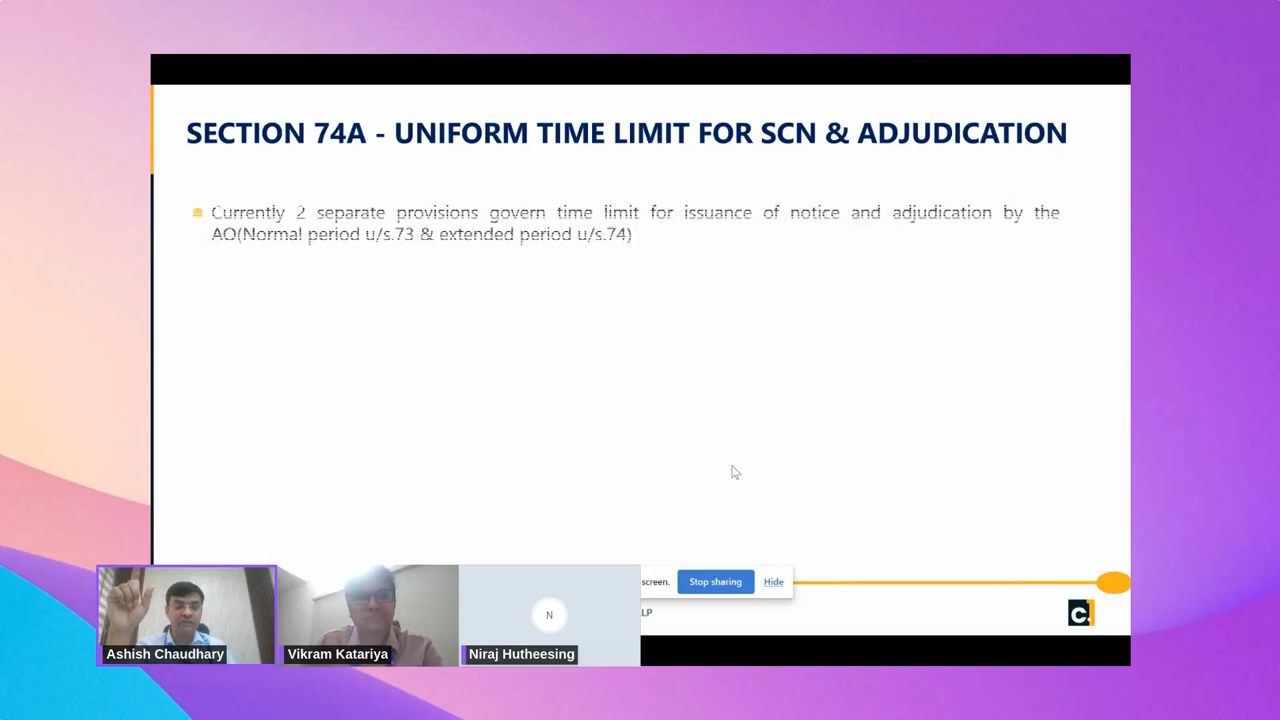 SECTION 74A - UNIFORM TIME LIMIT FOR SCN & ADJUDICATION
Currently 2 separate provisions govern time limit for issuance of notice and adjudication by the
AO(Normal period u/s.73 & extended period u/s.74)
screen. Stop sharing Hide
LP
c.
N
Ashish Chaudhary
Vikram Katariya
Niraj Hutheesing